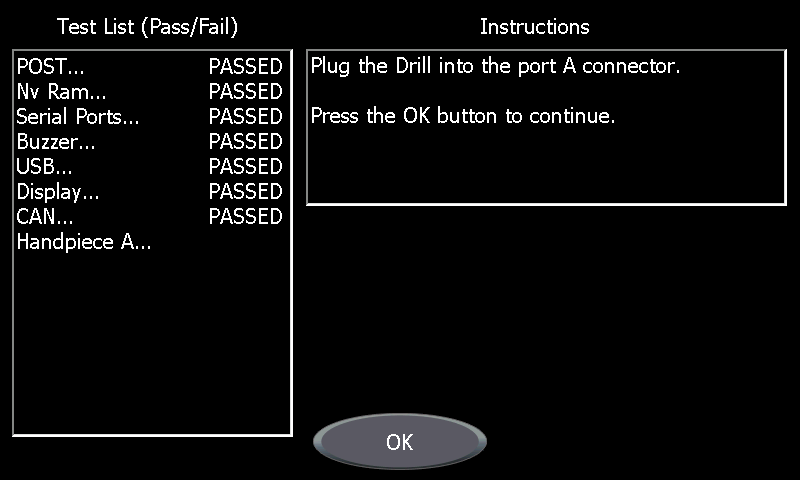 Test List (Pass/Fail)
POST... PASSED
Nv Ram... PASSED
Serial Ports... PASSED
Buzzer... PASSED
USB... PASSED
Display... PASSED
CAN... PASSED
Handpiece A...
Instructions
Plug the Drill into the port A connector.
Press the OK button to continue.
OK